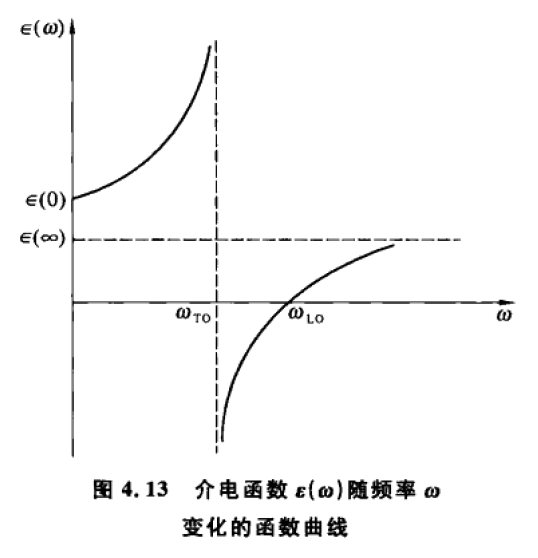 ϵ(ω)
ϵ(0)
ϵ(∞)
ω_TO
ω_LO
ω
图 4.13 介电函数 ε(ω)随频率 ω
变化的函数曲线